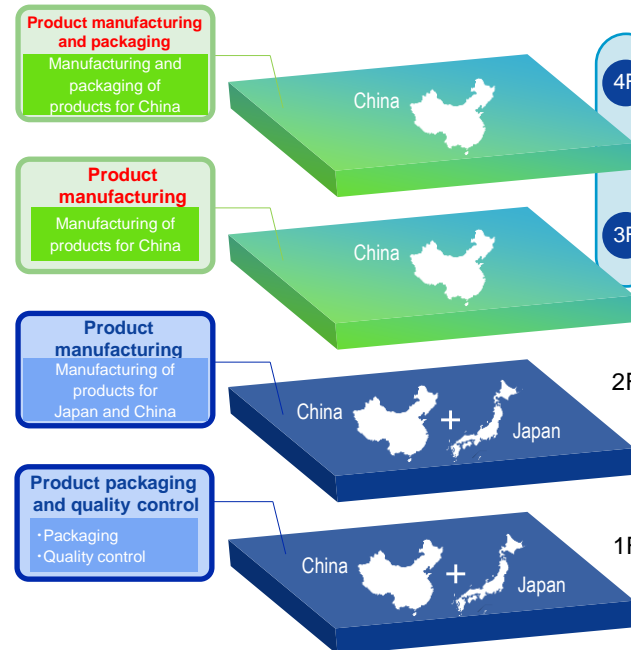 Product manufacturing
and packaging
Manufacturing and
packaging of
products for China
China
4F
Product
manufacturing
Manufacturing of
products for China
China
3F
Product
manufacturing
Manufacturing of
products for
Japan and China
China
+
Japan
2F
Product packaging
and quality control
・Packaging
・Quality control
China
+
Japan
1F